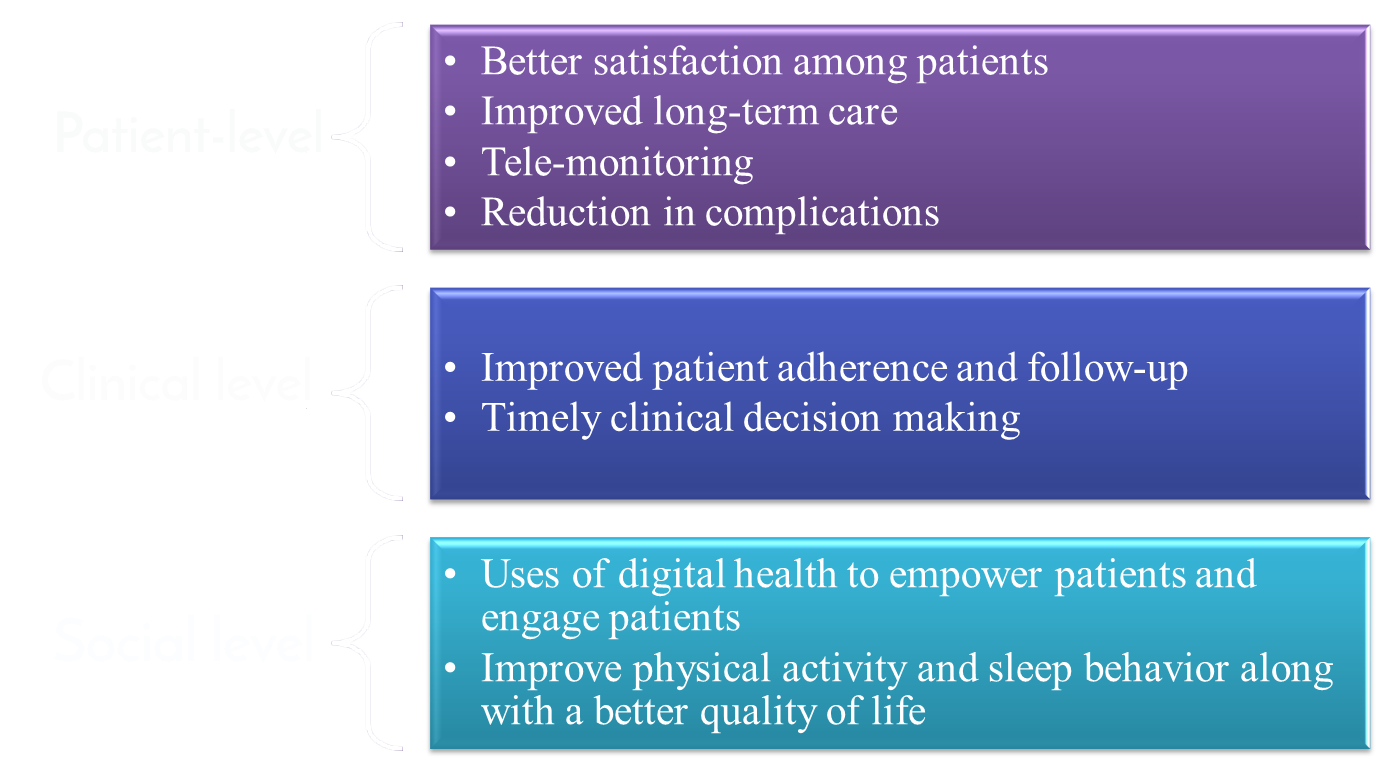 Patient-level
• Better satisfaction among patients
• Improved long-term care
• Tele-monitoring
• Reduction in complications
Clinical level
• Improved patient adherence and follow-up
• Timely clinical decision making
Social level
• Uses of digital health to empower patients and
engage patients
• Improve physical activity and sleep behavior along
with a better quality of life